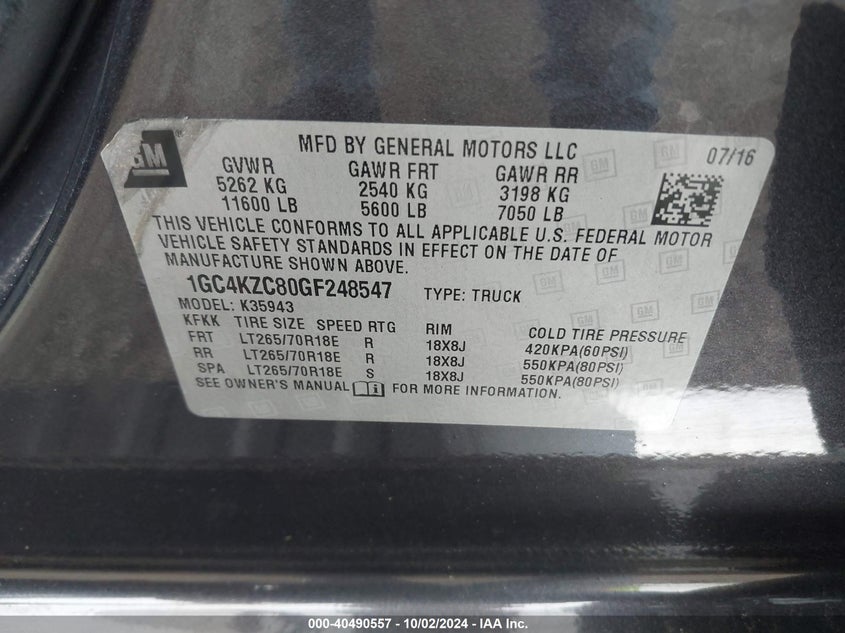 GM
MFD BY GENERAL MOTORS LLC 07/16
GVWR GAWR FRT GAWR RR
5262 KG 2540 KG 3198 KG
11600 LB 5600 LB 7050 LB
THIS VEHICLE CONFORMS TO ALL APPLICABLE U.S. FEDERAL MOTOR
VEHICLE SAFETY STANDARDS IN EFFECT ON THE DATE OF
MANUFACTURE SHOWN ABOVE.
1GC4KZC80GF248547 TYPE: TRUCK
MODEL: K35943
KFKK TIRE SIZE SPEED RTG RIM COLD TIRE PRESSURE
FRT LT265/70R18E R 18X8J 420KPA(60PSI)
RR LT265/70R18E R 18X8J 550KPA(80PSI)
SPA LT265/70R18E S 18X8J 550KPA(80PSI)
SEE OWNER'S MANUAL FOR MORE INFORMATION.
000-40490557 - 10/02/2024 - IAA Inc.